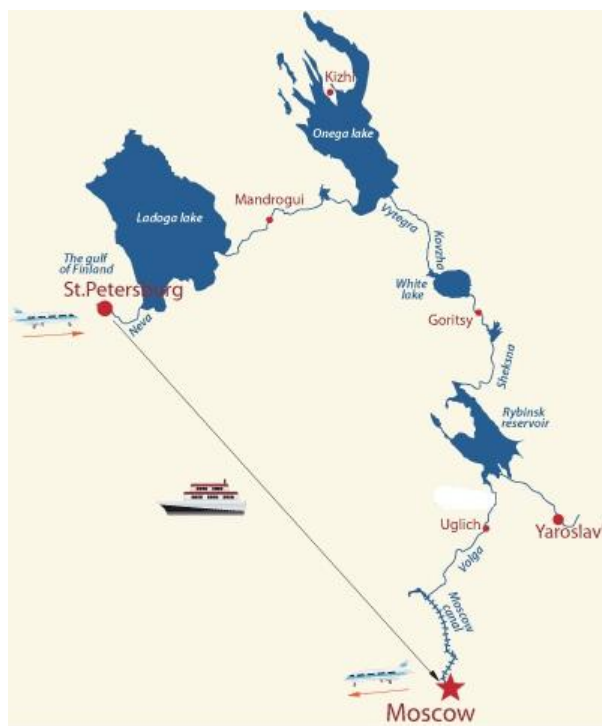 Kizhi
Onega lake
Ladoga lake
Mandrogui
Vytegra
Kovzha
The gulf
of Finland
St.Petersburg
Neva
White
lake
Goritsy
Sheksna
Rybinsk
reservoir
Uglich
Yaroslav
Volga
Moscow
canal
Moscow